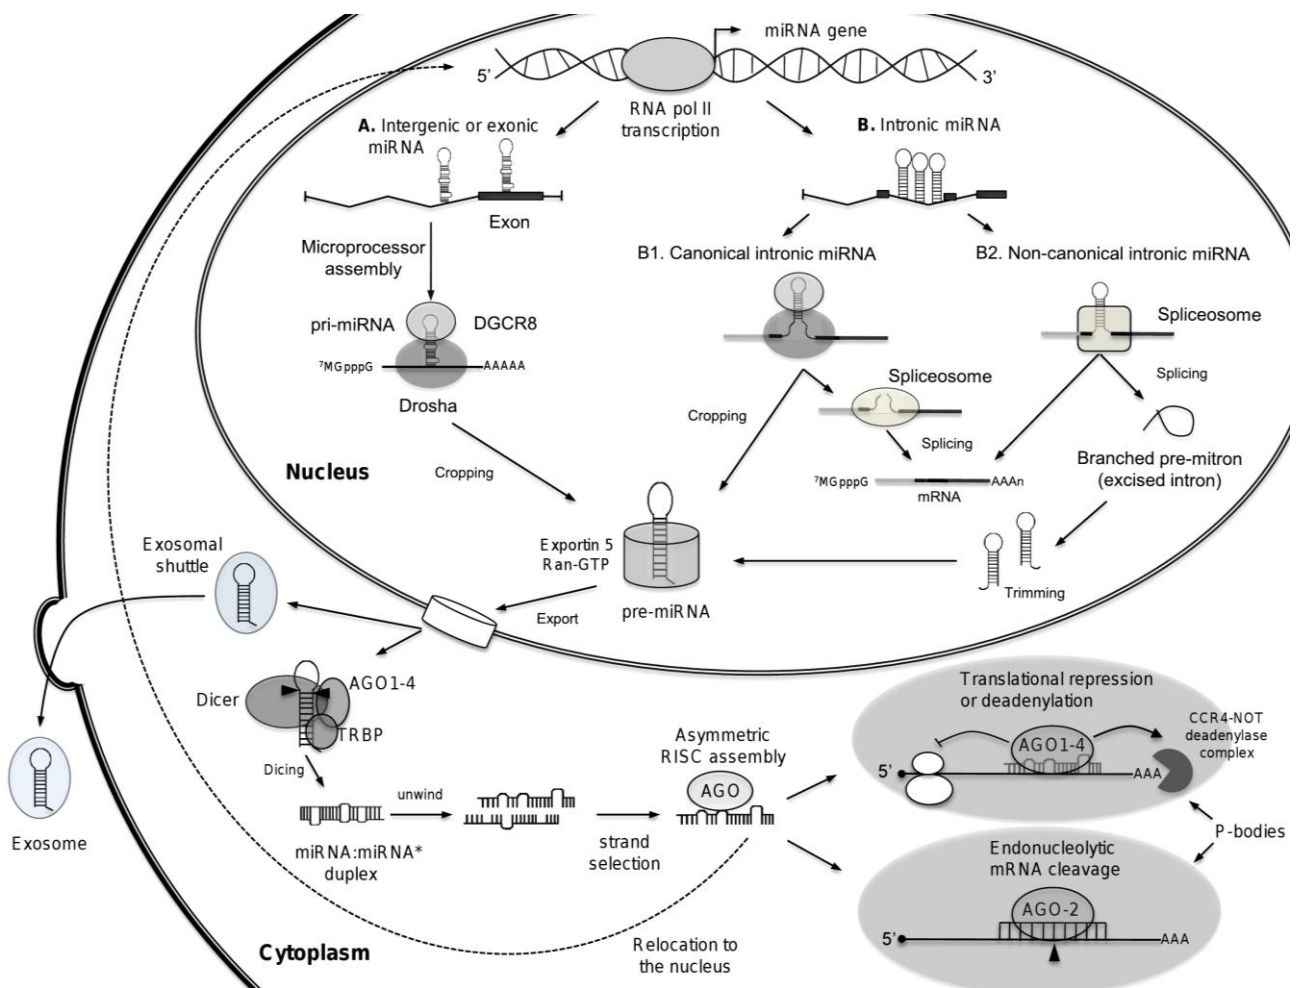 miRNA gene
5’
3’
RNA pol II
transcription
A. Intergenic or exonic
miRNA
B. Intronic miRNA
Exon
Microprocessor
assembly
B1. Canonical intronic miRNA
B2. Non-canonical intronic miRNA
pri-miRNA
DGCR8
Spliceosome
⁷MGpppG
AAAAA
Drosha
Spliceosome
Splicing
Cropping
Splicing
Nucleus
Cropping
Branched pre-mitron
(excised intron)
⁷MGpppG
AAAn
mRNA
Exosomal
shuttle
Exportin 5
Ran-GTP
Trimming
Export
pre-miRNA
Dicer
AGO1-4
TRBP
Translational repression
or deadenylation
CCR4-NOT
deadenylase
complex
Asymmetric
RISC assembly
AGO1-4
Dicing
5’
AAA
AGO
unwind
Exosome
miRNA:miRNA*
duplex
strand
selection
P-bodies
Endonucleolytic
mRNA cleavage
AGO-2
5’
AAA
Cytoplasm
Relocation to
the nucleus